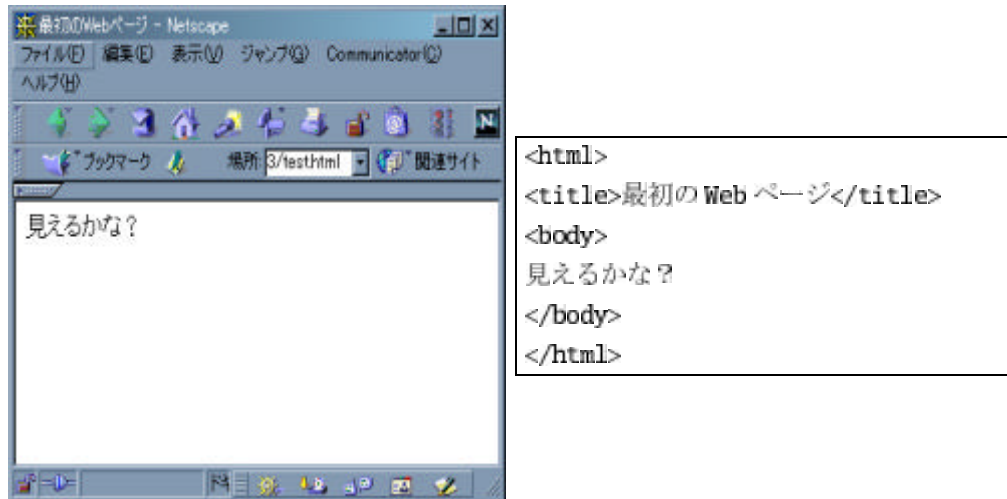 最初のWebページ - Netscape
ファイル(F) 編集(E) 表示(V) ジャンプ(G) Communicator(C)
ヘルプ(H)
N
ブックマーク 場所: 3/test.html 関連サイト
見えるかな？
<html>
<title>最初の Web ページ</title>
<body>
見えるかな？
</body>
</html>